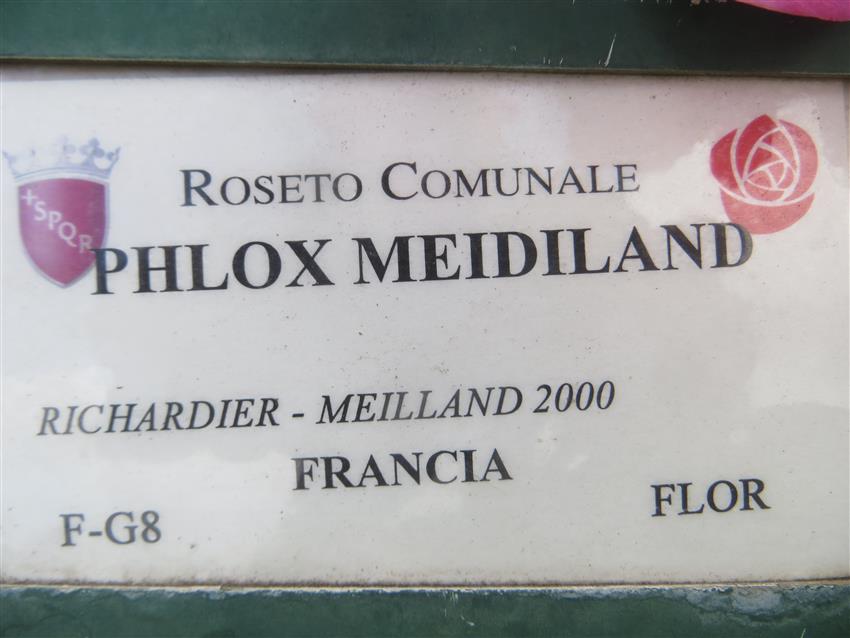 ROSETO COMUNALE
+SPQR
PHLOX MEIDILAND
RICHARDIER - MEILLAND 2000
FRANCIA
F-G8
FLOR